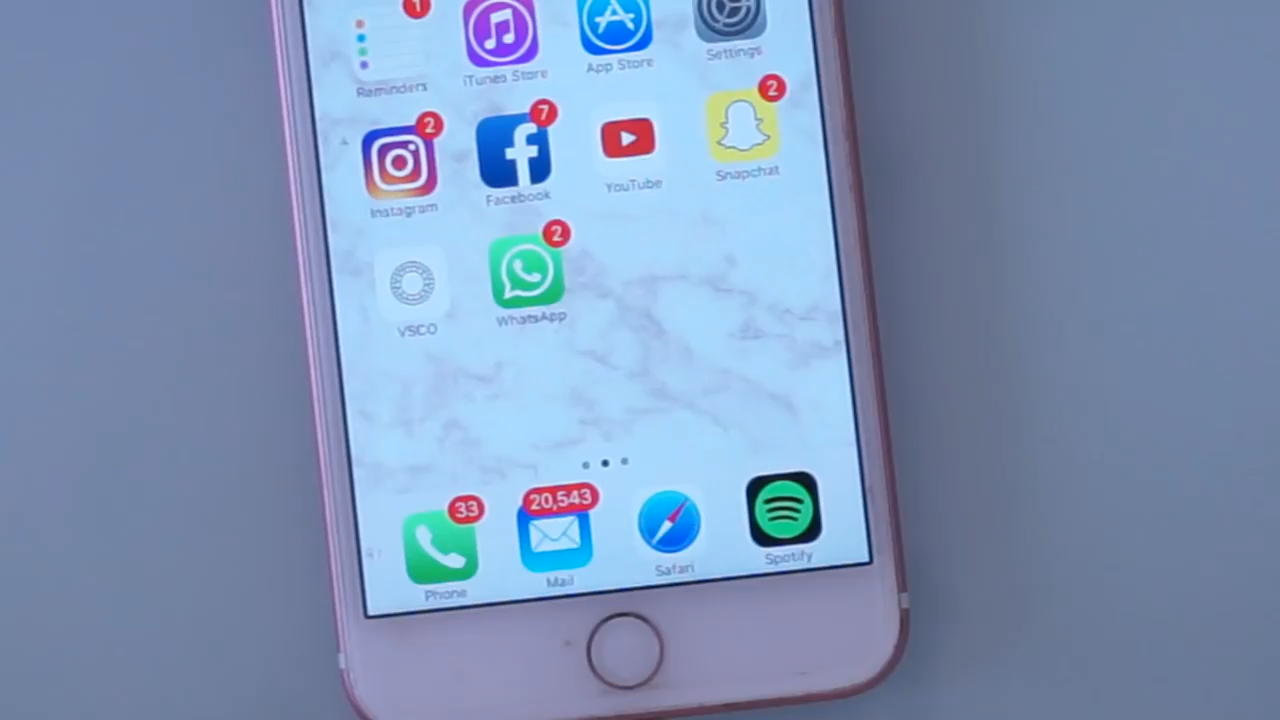 1
Reminders
iTunes Store
App Store
Settings
2
7
2
Instagram
Facebook
YouTube
Snapchat
2
VSCO
WhatsApp
33
20,543
Phone
Mail
Safari
Spotify